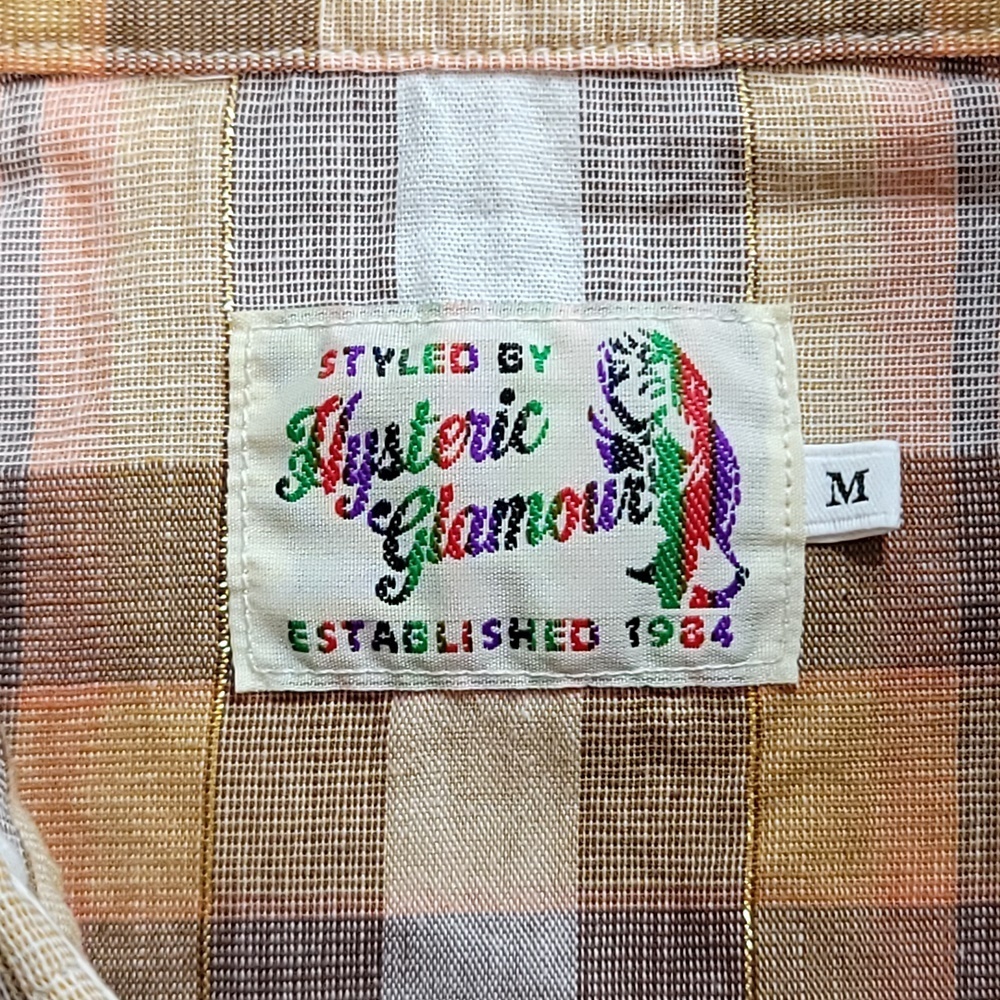 STYLED BY
Hysteric
Glamour
ESTABLISHED 1984
M